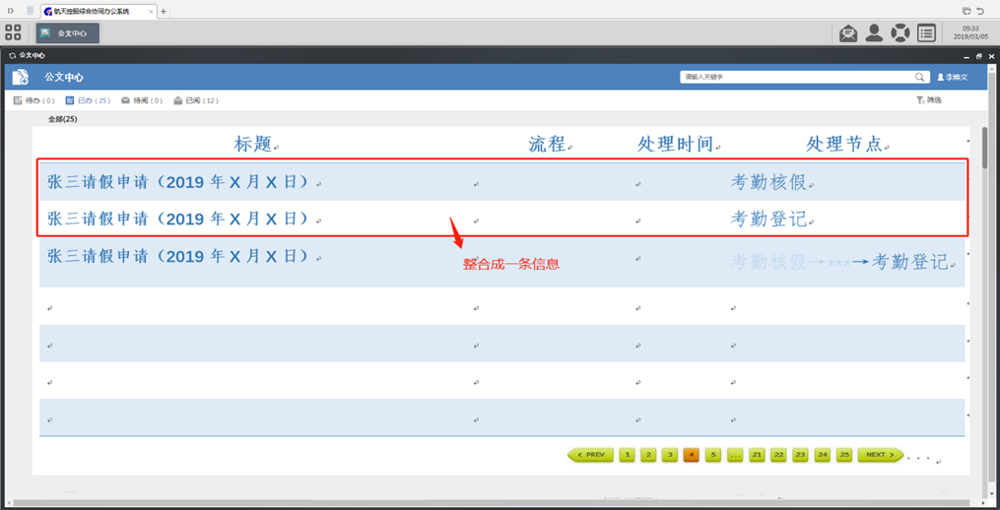 航天控股综合协同办公系统
公文中心
09:33
2019/03/05
公文中心
公文中心
请输入关键字
李焕文
待办 ( 0 ) 已办 ( 25 ) 待阅 ( 0 ) 已阅 ( 12 )
筛选
全部(25)
标题 流程 处理时间 处理节点
张三请假申请（2019 年 X 月 X 日） 考勤核假
张三请假申请（2019 年 X 月 X 日） 考勤登记
张三请假申请（2019 年 X 月 X 日） 考勤核假→***→考勤登记
整合成一条信息
PREV 1 2 3 4 5 ... 21 22 23 24 25 NEXT